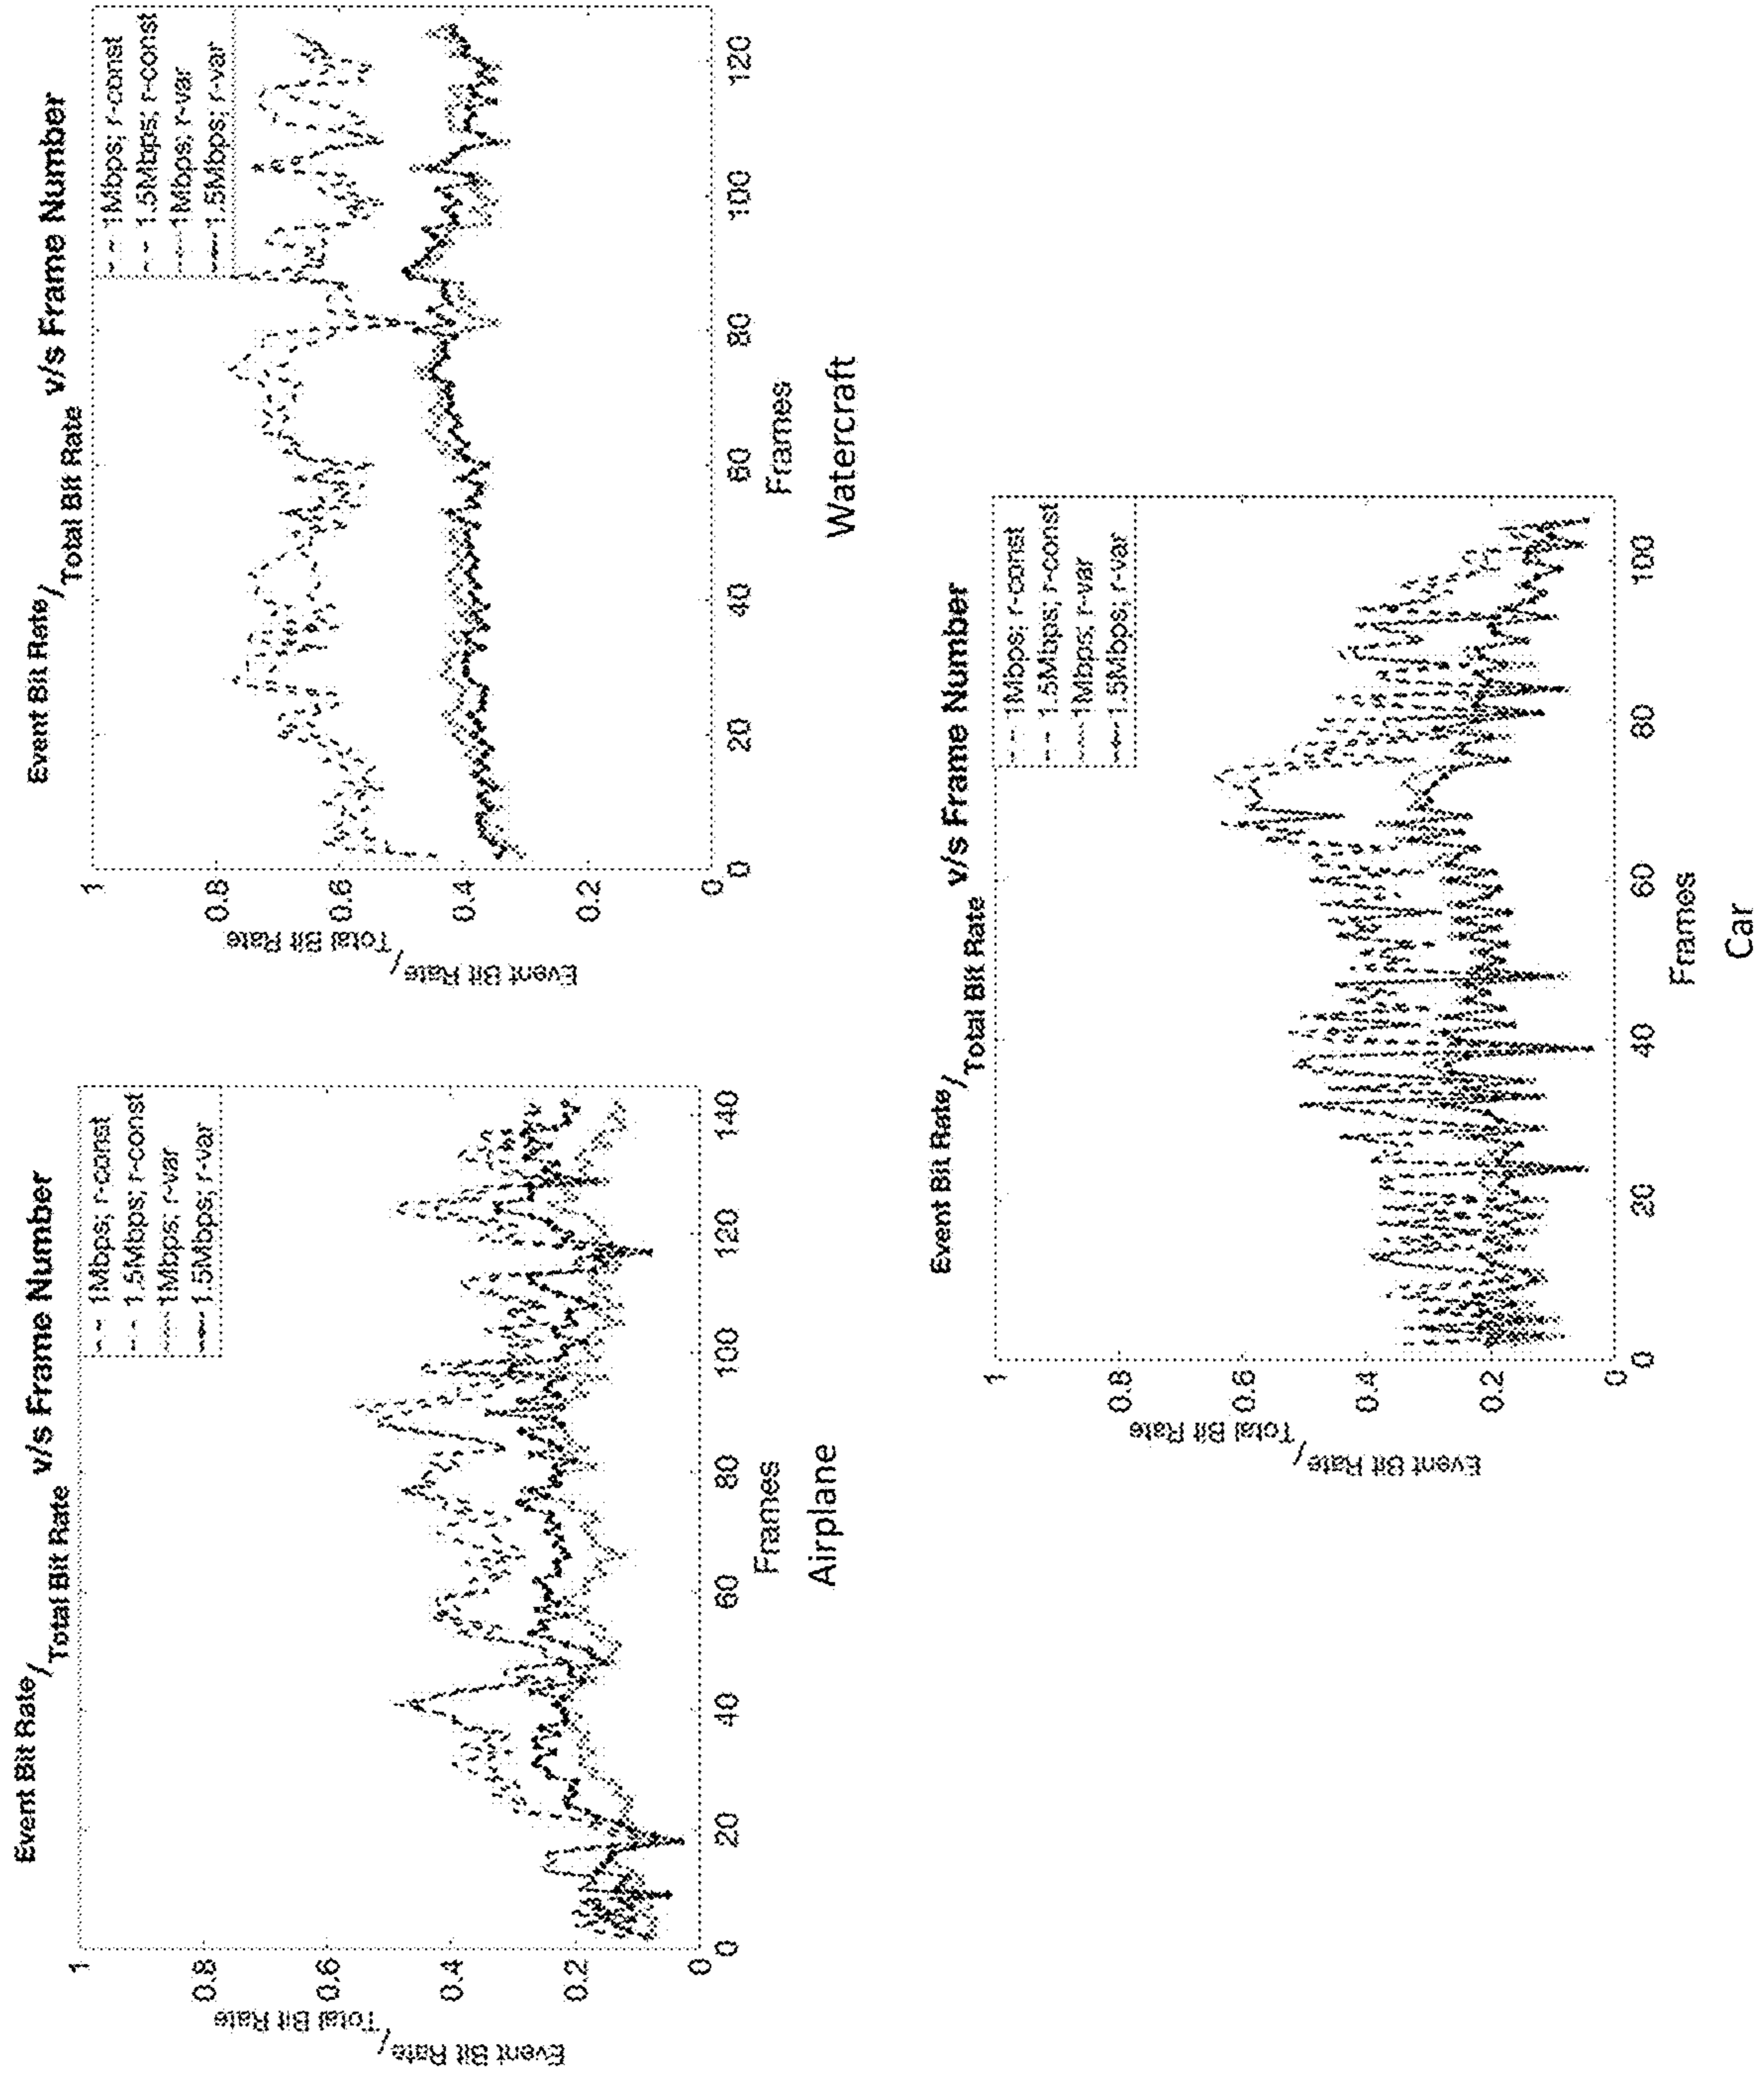 Event Bit Rate/Total Bit Rate v/s Frame Number
1Mbps; r-const
1.5Mbps; r-const
1Mbps; r-var
1.5Mbps; r-var
Event Bit Rate/Total Bit Rate
1
0.8
0.6
0.4
0.2
0
0 20 40 60 80 100 120 140
Frames
Airplane
Event Bit Rate/Total Bit Rate v/s Frame Number
1Mbps; r-const
1.5Mbps; r-const
1Mbps; r-var
1.5Mbps; r-var
Event Bit Rate/Total Bit Rate
1
0.8
0.6
0.4
0.2
0
0 20 40 60 80 100 120
Frames
Watercraft
Event Bit Rate/Total Bit Rate v/s Frame Number
1Mbps; r-const
1.5Mbps; r-const
1Mbps; r-var
1.5Mbps; r-var
Event Bit Rate/Total Bit Rate
1
0.8
0.6
0.4
0.2
0
0 20 40 60 80 100
Frames
Car